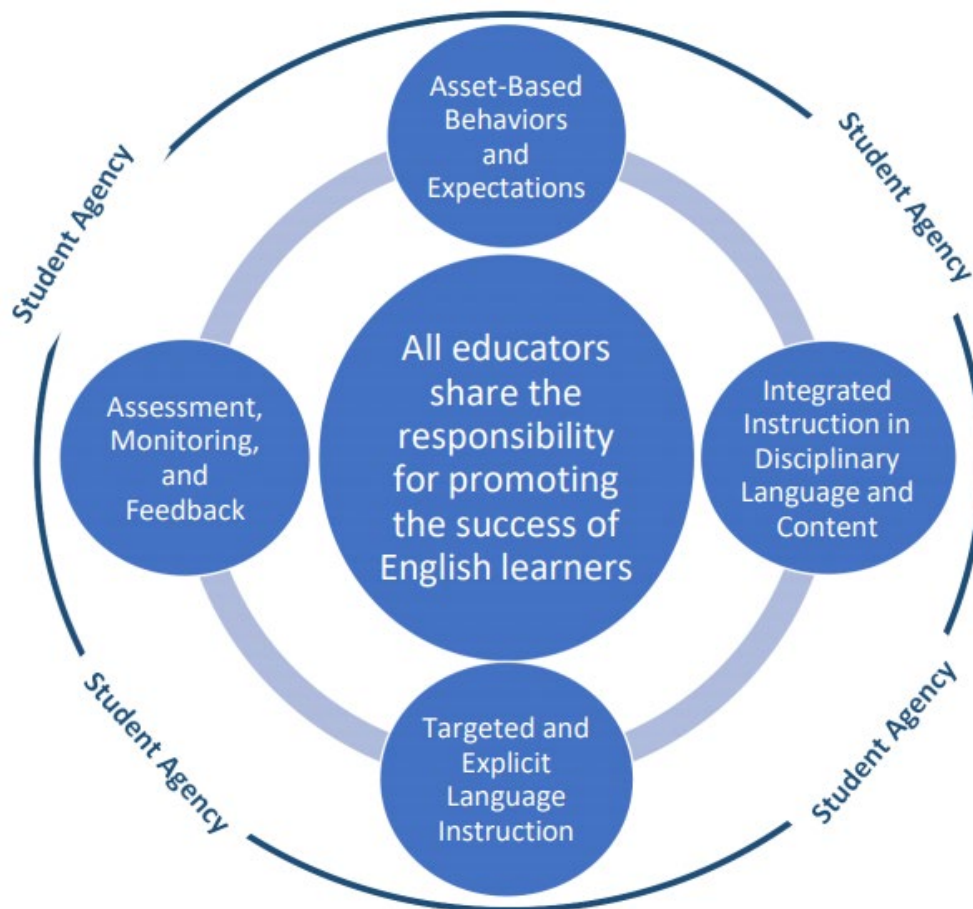 Asset-Based
Behaviors
and
Expectations
Student Agency
Student Agency
All educators
share the
responsibility
for promoting
the success of
English learners
Assessment,
Monitoring,
and
Feedback
Integrated
Instruction in
Disciplinary
Language and
Content
Student Agency
Student Agency
Targeted and
Explicit
Language
Instruction